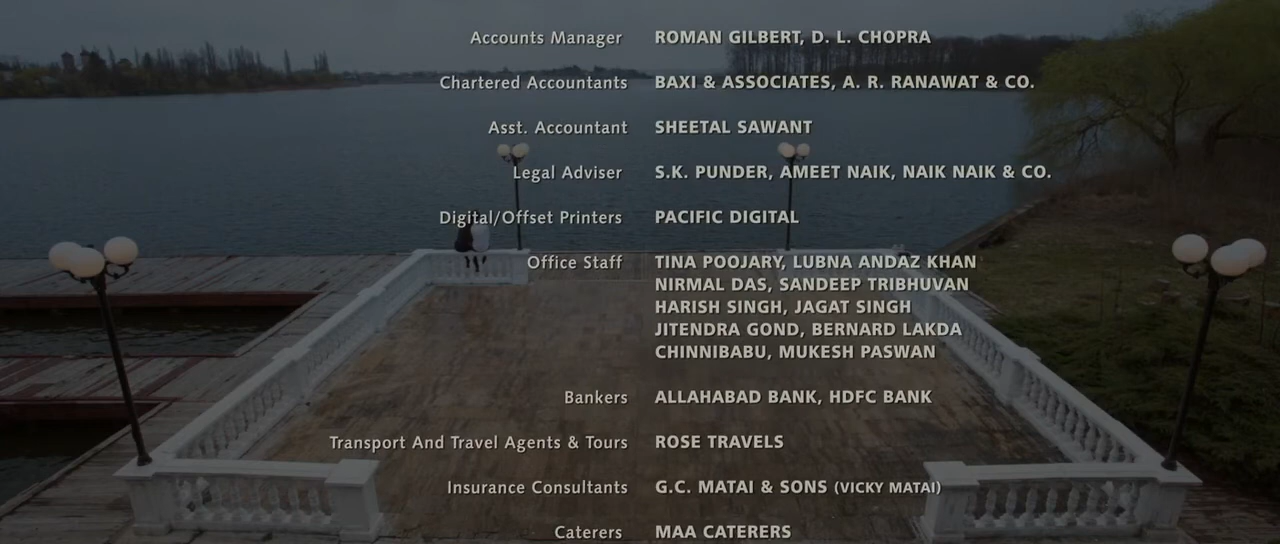 Accounts Manager ROMAN GILBERT, D. L. CHOPRA
Chartered Accountants BAXI & ASSOCIATES, A. R. RANAWAT & CO.
Asst. Accountant SHEETAL SAWANT
Legal Adviser S.K. PUNDER, AMEET NAIK, NAIK NAIK & CO.
Digital/Offset Printers PACIFIC DIGITAL
Office Staff TINA POOJARY, LUBNA ANDAZ KHAN
NIRMAL DAS, SANDEEP TRIBHUVAN
HARISH SINGH, JAGAT SINGH
JITENDRA GOND, BERNARD LAKDA
CHINNIBABU, MUKESH PASWAN
Bankers ALLAHABAD BANK, HDFC BANK
Transport And Travel Agents & Tours ROSE TRAVELS
Insurance Consultants G.C. MATAI & SONS (VICKY MATAI)
Caterers MAA CATERERS